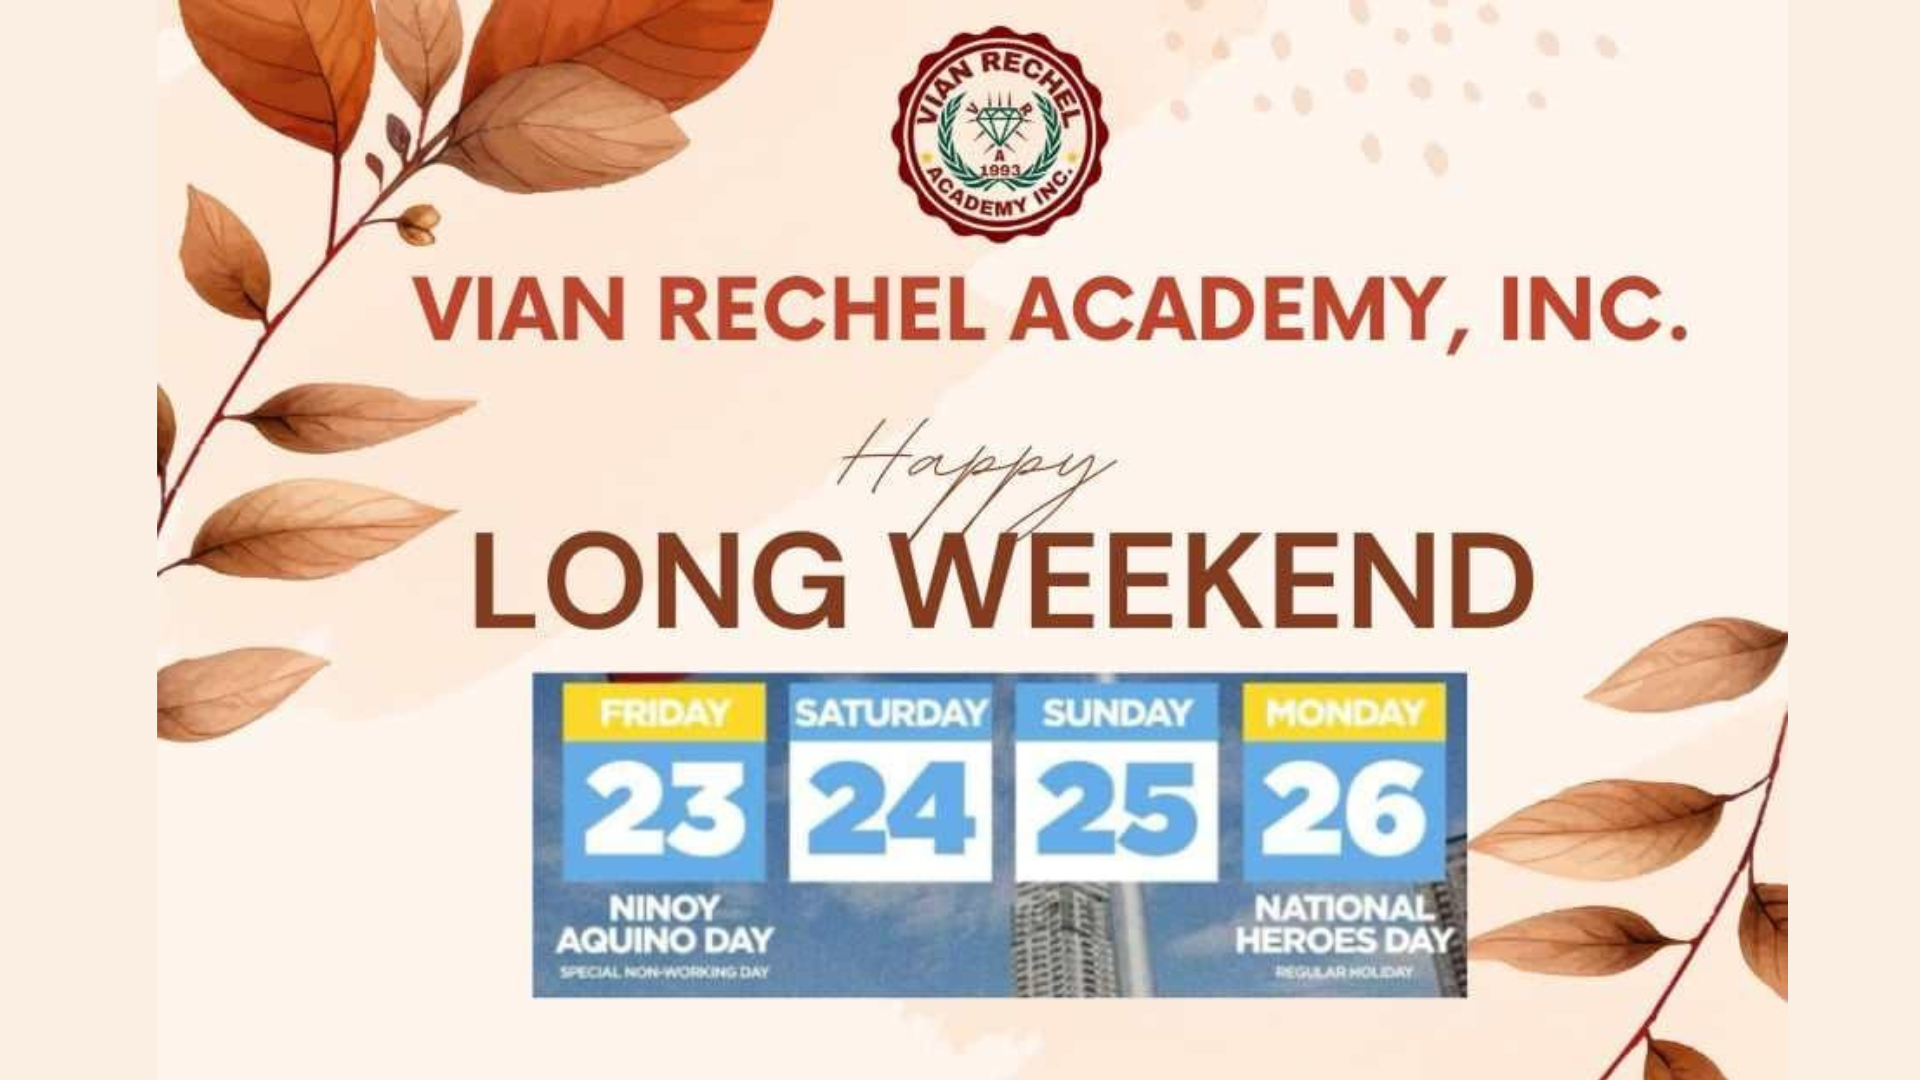 VIAN RECHEL
V R
A
1993
ACADEMY INC.
VIAN RECHEL ACADEMY, INC.
Happy
LONG WEEKEND
FRIDAY SATURDAY SUNDAY MONDAY
23 24 25 26
NINOY
AQUINO DAY
SPECIAL NON-WORKING DAY
NATIONAL
HEROES DAY
REGULAR HOLIDAY